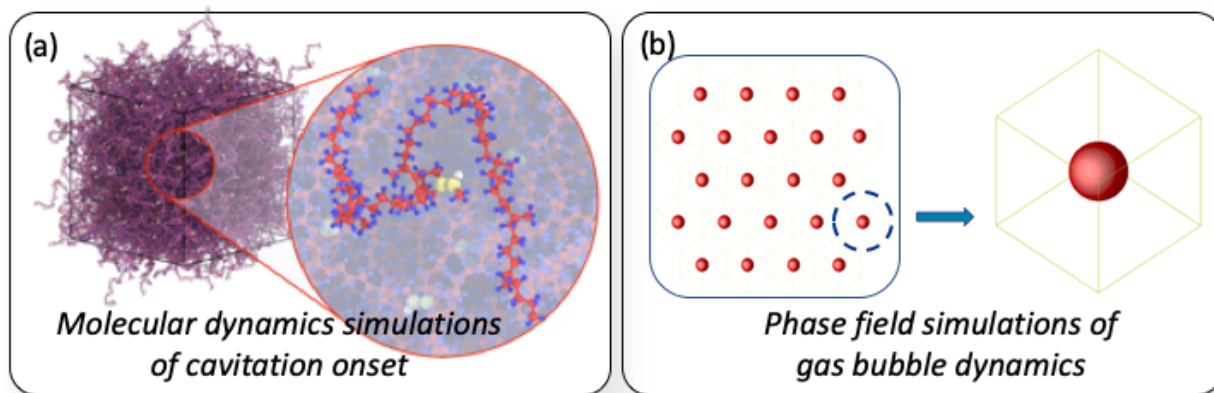 (a)
Molecular dynamics simulations
of cavitation onset
(b)
Phase field simulations of
gas bubble dynamics